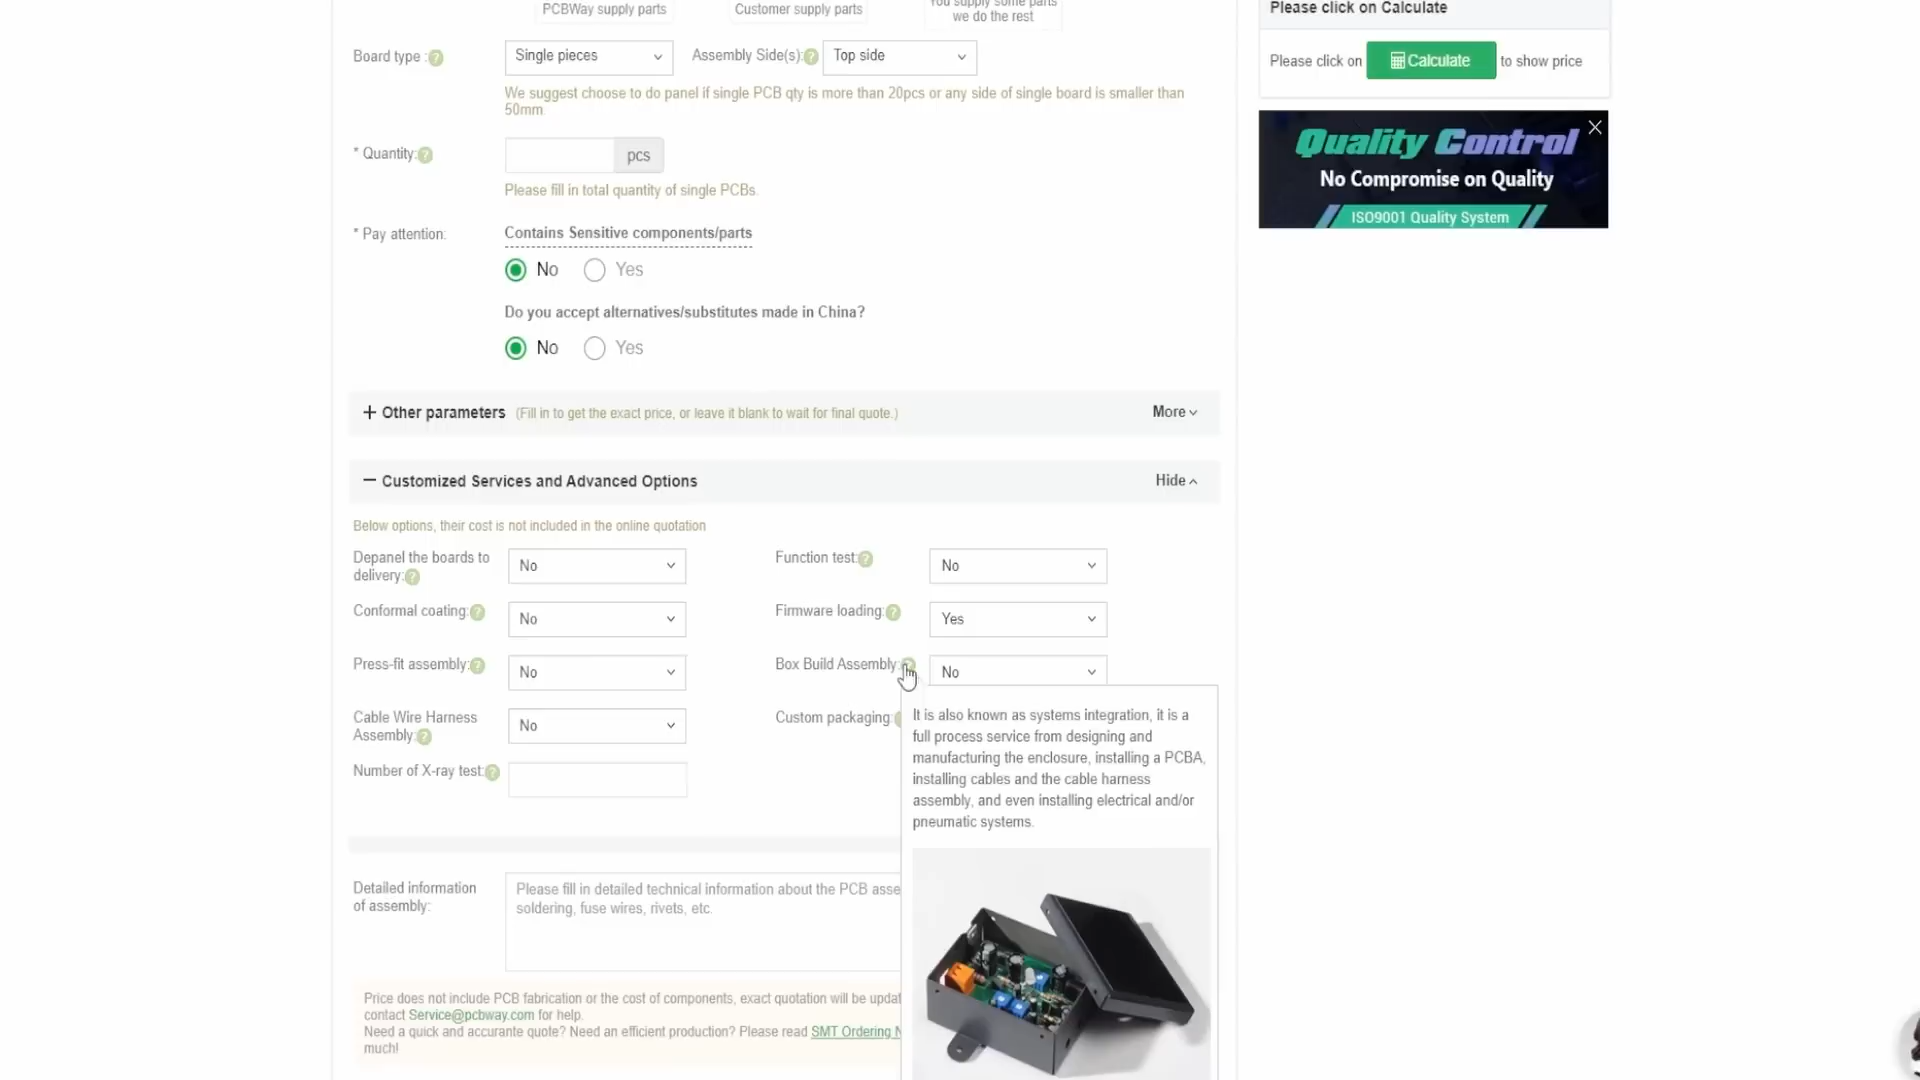 PCBWay supply parts
Customer supply parts
You supply some parts
we do the rest
Board type :?
Single pieces
Assembly Side(s):?
Top side
We suggest choose to do panel if single PCB qty is more than 20pcs or any side of single board is smaller than
50mm.
* Quantity:?
pcs
Please fill in total quantity of single PCBs.
* Pay attention:
Contains Sensitive components/parts
No
Yes
Do you accept alternatives/substitutes made in China?
No
Yes
+ Other parameters (Fill in to get the exact price, or leave it blank to wait for final quote.)
More
− Customized Services and Advanced Options
Hide
Below options, their cost is not included in the online quotation
Depanel the boards to
delivery:?
No
Function test:?
No
Conformal coating:?
No
Firmware loading:?
Yes
Press-fit assembly:?
No
Box Build Assembly:
No
Cable Wire Harness
Assembly:?
No
Custom packaging:
Number of X-ray test:?
It is also known as systems integration, it is a
full process service from designing and
manufacturing the enclosure, installing a PCBA,
installing cables and the cable harness
assembly, and even installing electrical and/or
pneumatic systems.
Detailed information
of assembly:
Please fill in detailed technical information about the PCB asse
soldering, fuse wires, rivets, etc.
Price does not include PCB fabrication or the cost of components, exact quotation will be updat
contact Service@pcbway.com for help.
Need a quick and accurante quote? Need an efficient production? Please read SMT Ordering N
much!
Please click on Calculate
Please click on
Calculate
to show price
Quality Control
No Compromise on Quality
ISO9001 Quality System